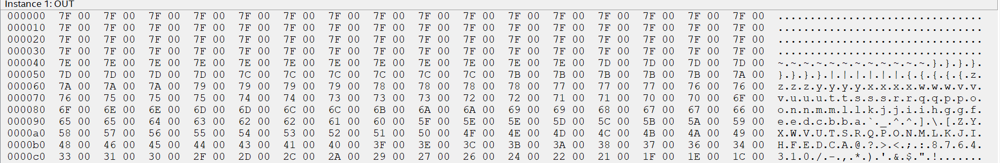 Instance 1: OUT
000000 7F 00 7F 00 7F 00 7F 00 7F 00 7F 00 7F 00 7F 00 7F 00 7F 00 7F 00 7F 00 7F 00 7F 00 7F 00 7F 00 ................................
000010 7F 00 7F 00 7F 00 7F 00 7F 00 7F 00 7F 00 7F 00 7F 00 7F 00 7F 00 7F 00 7F 00 7F 00 7F 00 7F 00 ................................
000020 7F 00 7F 00 7F 00 7F 00 7F 00 7F 00 7F 00 7F 00 7F 00 7F 00 7F 00 7F 00 7F 00 7F 00 7F 00 7F 00 ................................
000030 7F 00 7F 00 7F 00 7F 00 7F 00 7F 00 7F 00 7F 00 7F 00 7F 00 7F 00 7F 00 7F 00 7F 00 7F 00 7F 00 ................................
000040 7E 00 7E 00 7E 00 7E 00 7E 00 7E 00 7E 00 7E 00 7E 00 7E 00 7E 00 7E 00 7D 00 7D 00 7D 00 7D 00 ~.~.~.~.~.~.~.~.~.~.~.~.}.}.}.}.
000050 7D 00 7D 00 7D 00 7D 00 7C 00 7C 00 7C 00 7C 00 7C 00 7C 00 7B 00 7B 00 7B 00 7B 00 7B 00 7A 00 }.}.}.}.|.|.|.|.|.|.{.{.{.{.{.z.
000060 7A 00 7A 00 7A 00 79 00 79 00 79 00 79 00 78 00 78 00 78 00 78 00 77 00 77 00 77 00 76 00 76 00 z.z.z.y.y.y.y.x.x.x.x.w.w.w.v.v.
000070 76 00 75 00 75 00 75 00 74 00 74 00 73 00 73 00 73 00 72 00 72 00 71 00 71 00 70 00 70 00 6F 00 v.u.u.u.t.t.s.s.s.r.r.q.q.p.p.o.
000080 6F 00 6E 00 6E 00 6D 00 6D 00 6C 00 6C 00 6B 00 6A 00 6A 00 69 00 69 00 68 00 67 00 67 00 66 00 o.n.n.m.m.l.l.k.j.j.i.i.h.g.g.f.
000090 65 00 65 00 64 00 63 00 62 00 62 00 61 00 60 00 5F 00 5E 00 5E 00 5D 00 5C 00 5B 00 5A 00 59 00 e.e.d.c.b.b.a.`._.^.^.].\.[.Z.Y.
0000a0 58 00 57 00 56 00 55 00 54 00 53 00 52 00 51 00 50 00 4F 00 4E 00 4D 00 4C 00 4B 00 4A 00 49 00 X.W.V.U.T.S.R.Q.P.O.N.M.L.K.J.I.
0000b0 48 00 46 00 45 00 44 00 43 00 41 00 40 00 3F 00 3E 00 3C 00 3B 00 3A 00 38 00 37 00 36 00 34 00 H.F.E.D.C.A.@.?.>.<.;.:.8.7.6.4.
0000c0 33 00 31 00 30 00 2F 00 2D 00 2C 00 2A 00 29 00 27 00 26 00 24 00 22 00 21 00 1F 00 1E 00 1C 00 3.1.0./.-.,.*.).'.&.$.".!.......